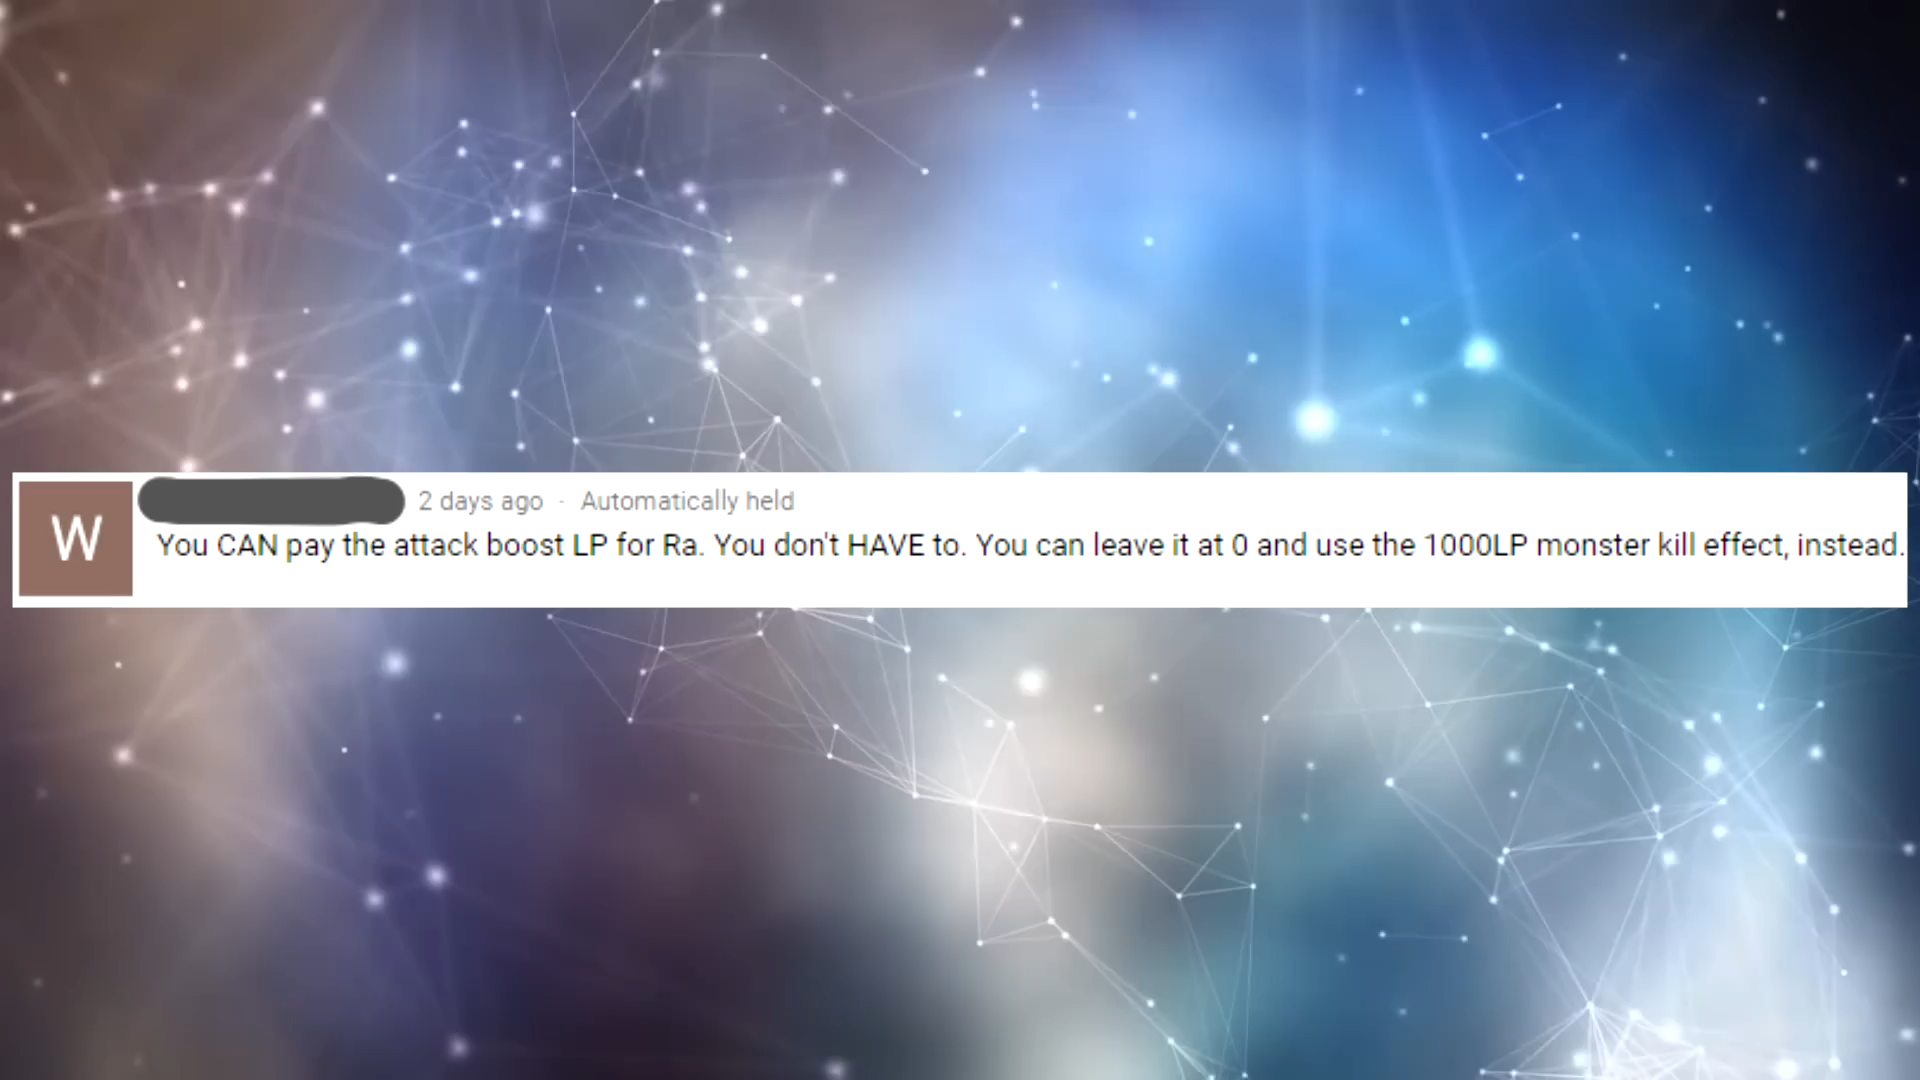 W
2 days ago · Automatically held
You CAN pay the attack boost LP for Ra. You don't HAVE to. You can leave it at 0 and use the 1000LP monster kill effect, instead.